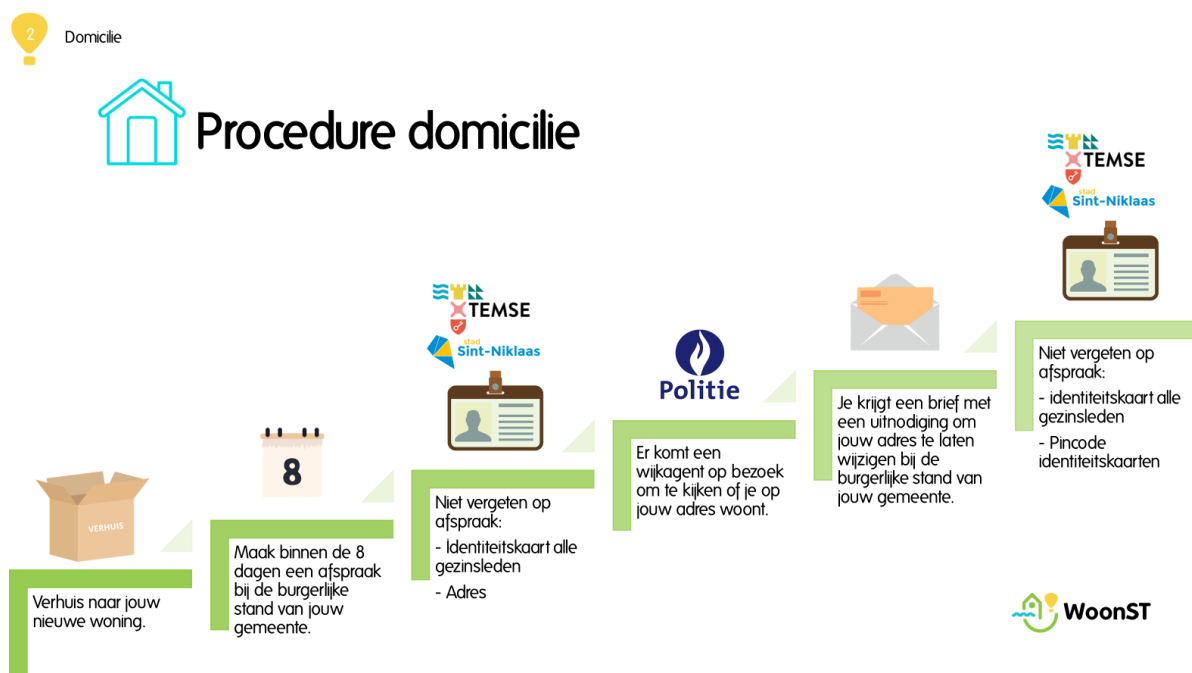 2
Domicilie
Procedure domicilie
VERHUIS
Verhuis naar jouw
nieuwe woning.
8
Maak binnen de 8
dagen een afspraak
bij de burgerlijke
stand van jouw
gemeente.
TEMSE
stad
Sint-Niklaas
Niet vergeten op
afspraak:
- Identiteitskaart alle
gezinsleden
- Adres
Politie
Er komt een
wijkagent op bezoek
om te kijken of je op
jouw adres woont.
Je krijgt een brief met
een uitnodiging om
jouw adres te laten
wijzigen bij de
burgerlijke stand van
jouw gemeente.
TEMSE
stad
Sint-Niklaas
Niet vergeten op
afspraak:
- identiteitskaart alle
gezinsleden
- Pincode
identiteitskaarten
WoonST